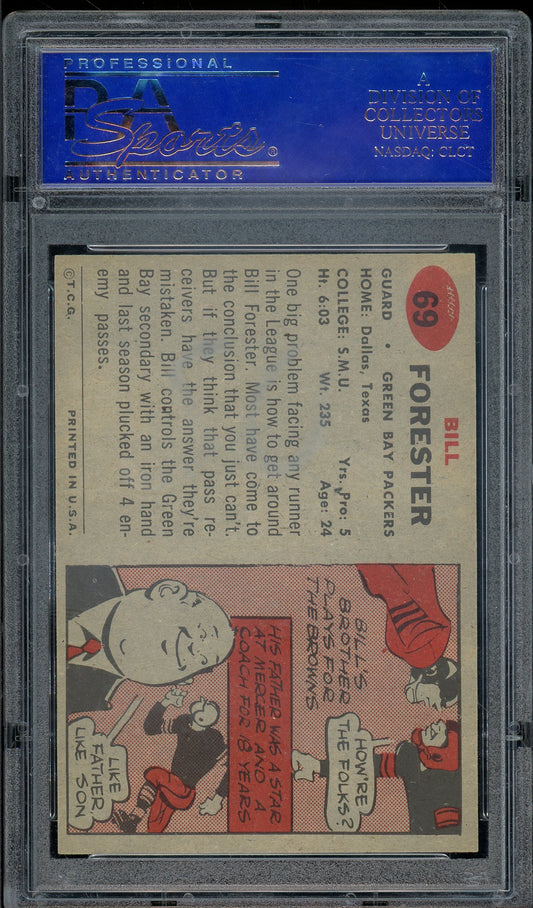 PROFESSIONAL
PSA
Sports®
AUTHENTICATOR
A
DIVISION OF
COLLECTORS
UNIVERSE
NASDAQ: CLCT
69
BILL
FORESTER
GUARD • GREEN BAY PACKERS
HOME: Dallas, Texas
COLLEGE: S.M.U. Yrs. Pro: 5
Ht. 6:03 Wt. 235 Age: 24
One big problem facing any runner
in the League is how to get around
Bill Forester. Most have come to
the conclusion that you just can't.
But if they think that pass re-
ceivers have the answer they're
mistaken. Bill controls the Green
Bay secondary with an iron hand
and last season plucked off 4 en-
emy passes.
©T.C.G. PRINTED IN U.S.A.
BILL'S
BROTHER
PLAYS FOR
THE BROWNS
HOW'RE
THE FOLKS?
HIS FATHER WAS A STAR
AT MERCER AND A
COACH FOR 18 YEARS
LIKE
FATHER
LIKE SON